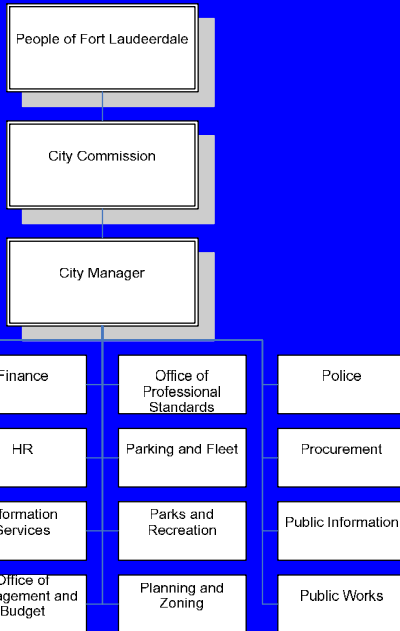 People of Fort Laudeerdale
City Commission
City Manager
Finance
Office of
Professional
Standards
Police
HR
Parking and Fleet
Procurement
formation
Services
Parks and
Recreation
Public Information
Office of
agement and
Budget
Planning and
Zoning
Public Works